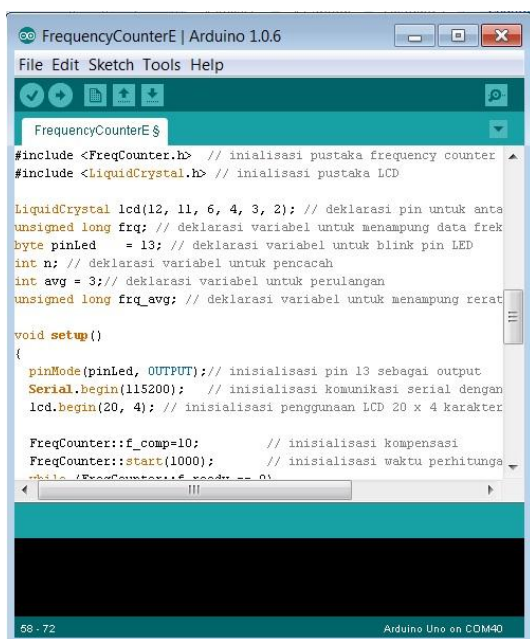 FrequencyCounterE | Arduino 1.0.6
File Edit Sketch Tools Help
FrequencyCounterE §
#include <FreqCounter.h>  // inialisasi pustaka frequency counter
#include <LiquidCrystal.h> // inialisasi pustaka LCD
LiquidCrystal lcd(12, 11, 6, 4, 3, 2); // deklarasi pin untuk anta
unsigned long frq; // deklarasi variabel untuk menampung data frek
byte pinLed    = 13; // deklarasi variabel untuk blink pin LED
int n; // deklarasi variabel untuk pencacah
int avg = 3;// deklarasi variabel untuk perulangan
unsigned long frq_avg; // deklarasi variabel untuk menampung rerat
void setup()
{
pinMode(pinLed, OUTPUT);// inisialisasi pin 13 sebagai output
Serial.begin(115200);   // inisialisasi komunikasi serial dengan
lcd.begin(20, 4); // inisialisasi penggunaan LCD 20 x 4 karakter
FreqCounter::f_comp=10;         // inisialisasi kompensasi
FreqCounter::start(1000);       // inisialisasi waktu perhitunga
while (FreqCounter::f_ready == 0)
58 - 72
Arduino Uno on COM40